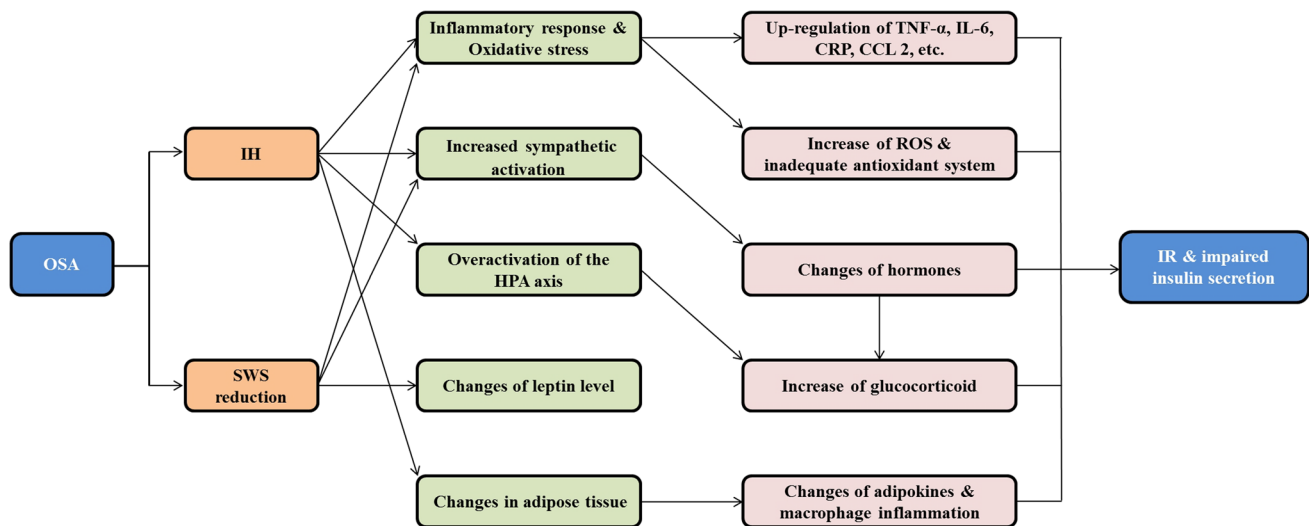 OSA
IH
SWS
reduction
Inflammatory response &
Oxidative stress
Increased sympathetic
activation
Overactivation of the
HPA axis
Changes of leptin level
Changes in adipose tissue
Up-regulation of TNF-α, IL-6,
CRP, CCL 2, etc.
Increase of ROS &
inadequate antioxidant system
Changes of hormones
Increase of glucocorticoid
Changes of adipokines &
macrophage inflammation
IR & impaired
insulin secretion